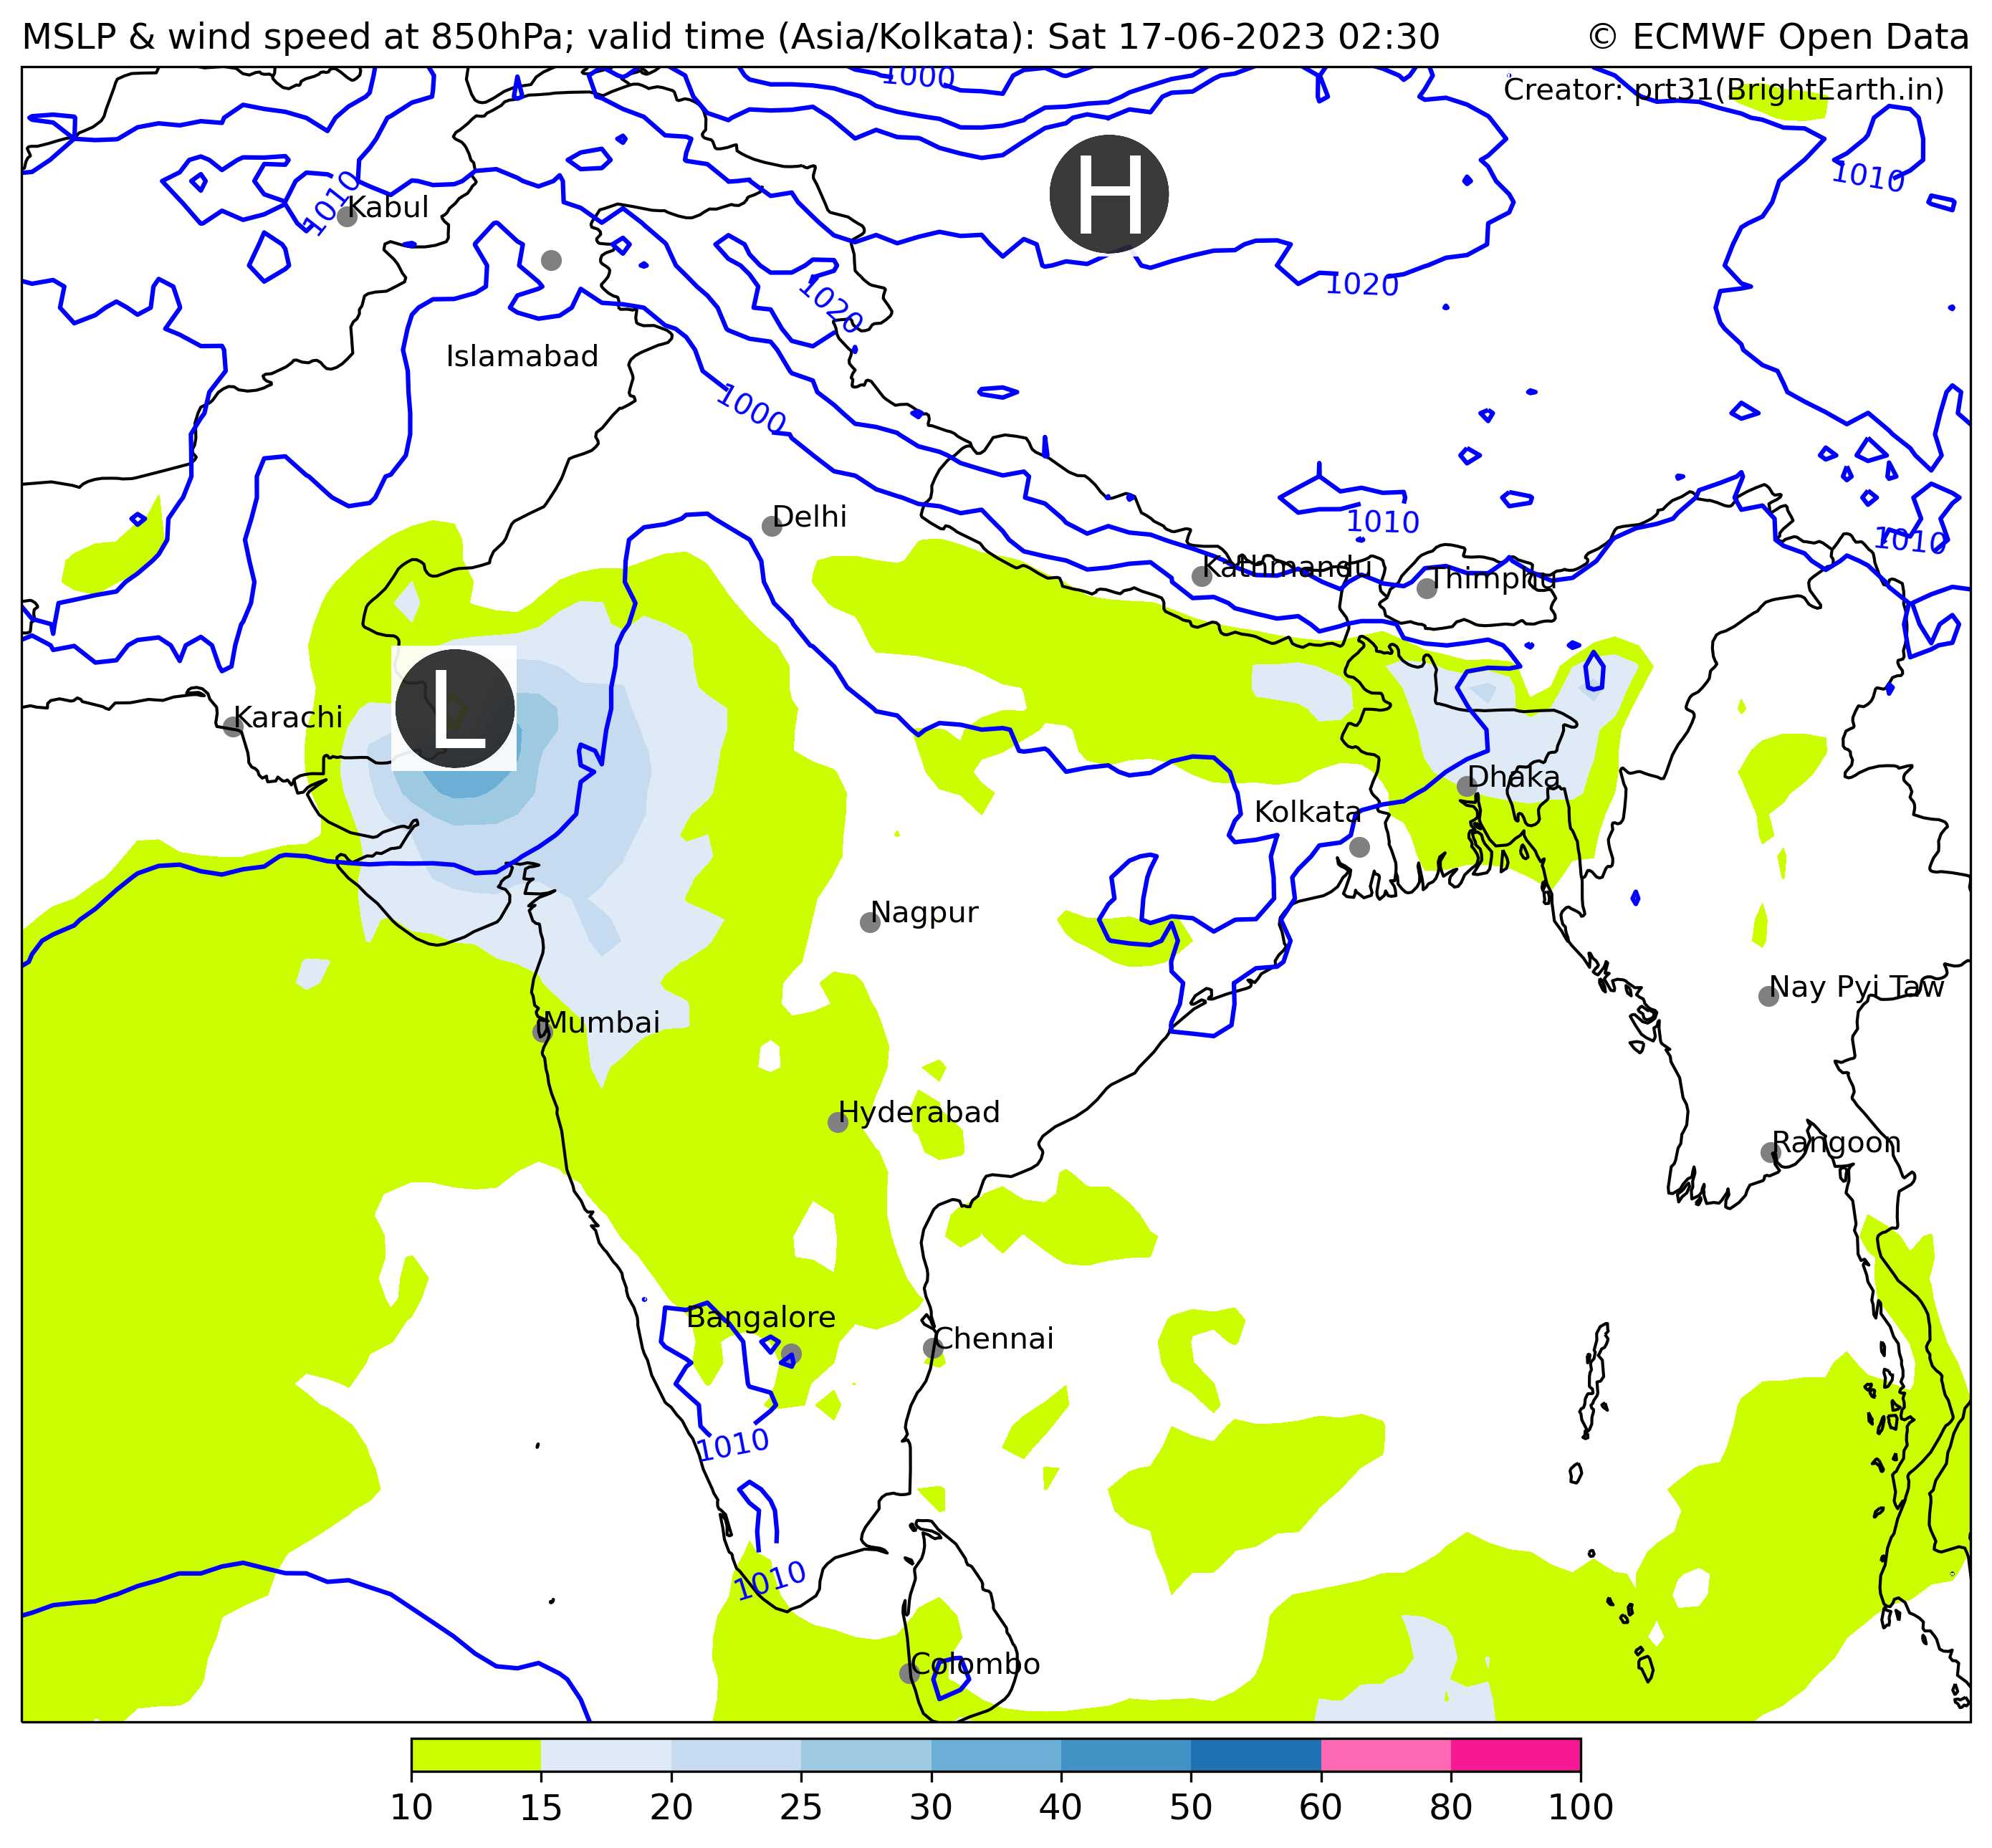 MSLP & wind speed at 850hPa; valid time (Asia/Kolkata): Sat 17-06-2023 02:30
© ECMWF Open Data
Creator: prt31(BrightEarth.in)
1000
H
1010
1010
Kabul
1020
1020
Islamabad
1000
Delhi
1010
1010
Kathmandu
Thimphu
L
Karachi
Dhaka
Kolkata
Nagpur
Nay Pyi Taw
Mumbai
Hyderabad
Rangoon
Bangalore
Chennai
1010
1010
Colombo
10 15 20 25 30 40 50 60 80 100